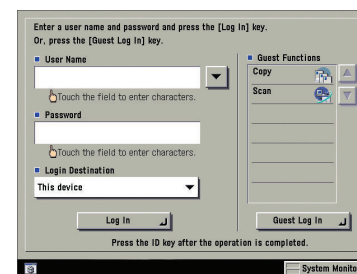 Enter a user name and password and press the [Log In] key.
Or, press the [Guest Log In] key.
User Name
Touch the field to enter characters.
Password
Touch the field to enter characters.
Login Destination
This device
Log In
Guest Functions
Copy
Scan
Guest Log In
Press the ID key after the operation is completed.
System Monito